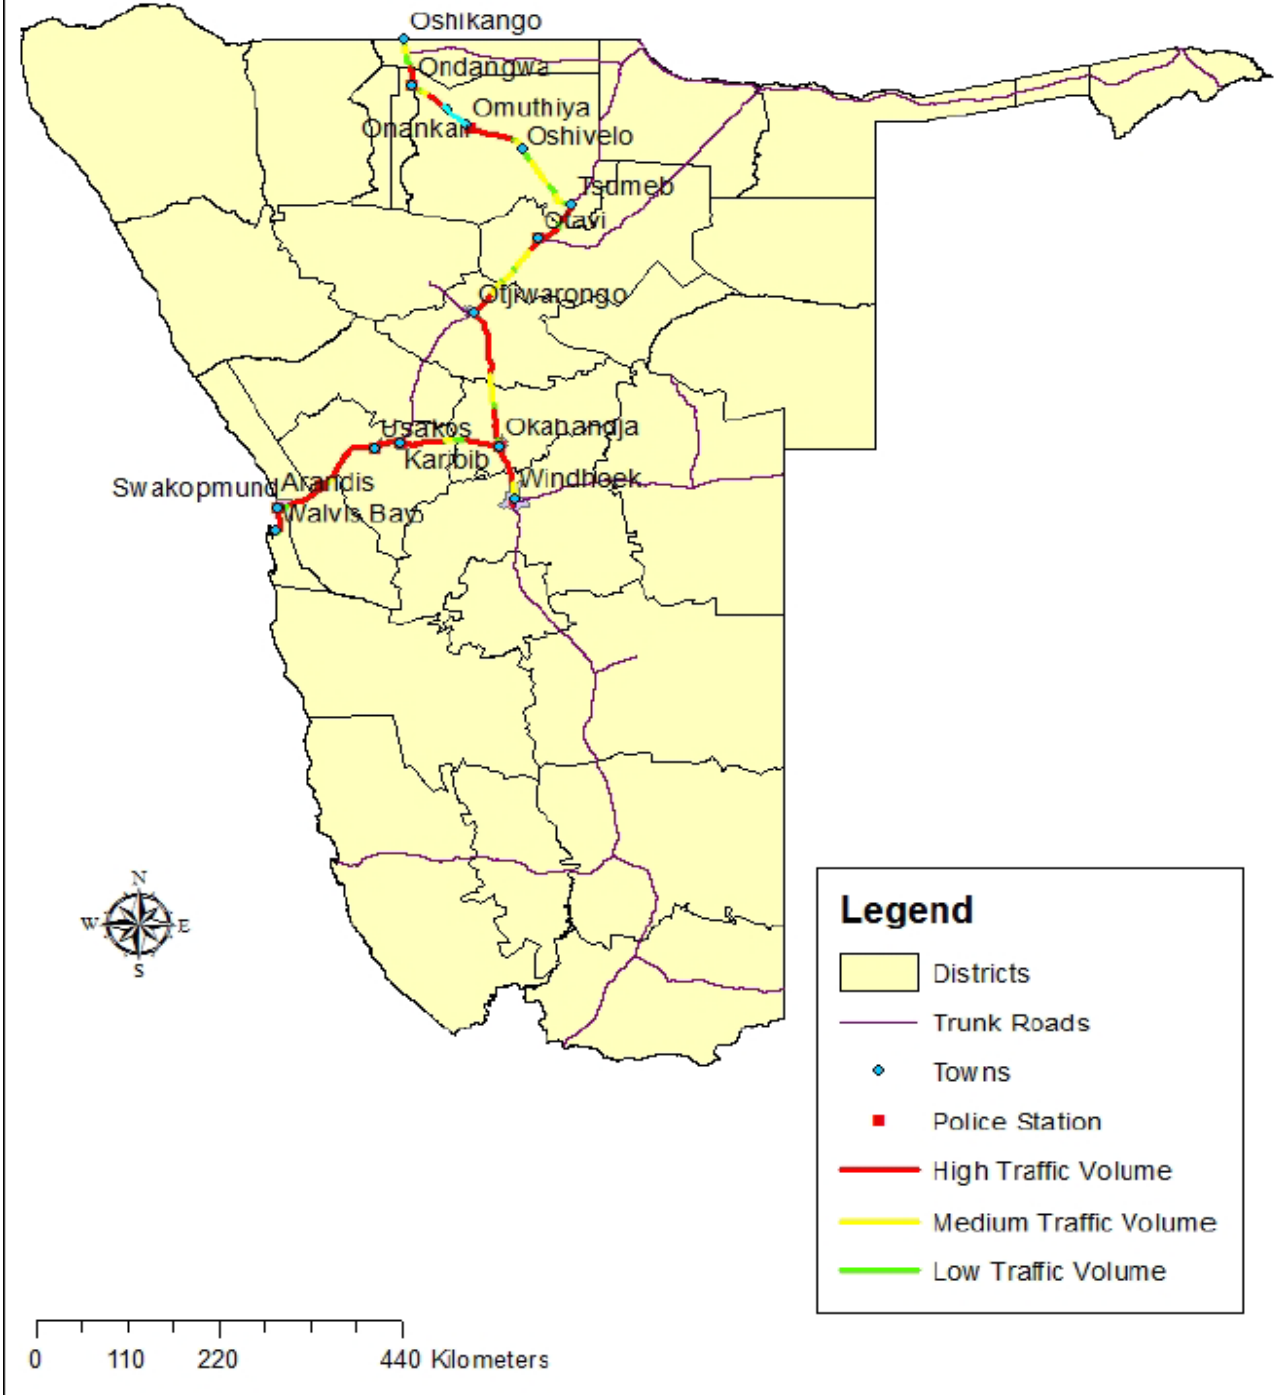 Oshikango
Ondangwa
Omuthiya
Onankali
Oshivelo
Tsumeb
Otavi
Otjiwarongo
Usakos
Okahandja
Karibib
Windhoek
Swakopmund
Arandis
Walvis Bay
N
W
E
S
Legend
Districts
Trunk Roads
Towns
Police Station
High Traffic Volume
Medium Traffic Volume
Low Traffic Volume
0 110 220 440 Kilometers